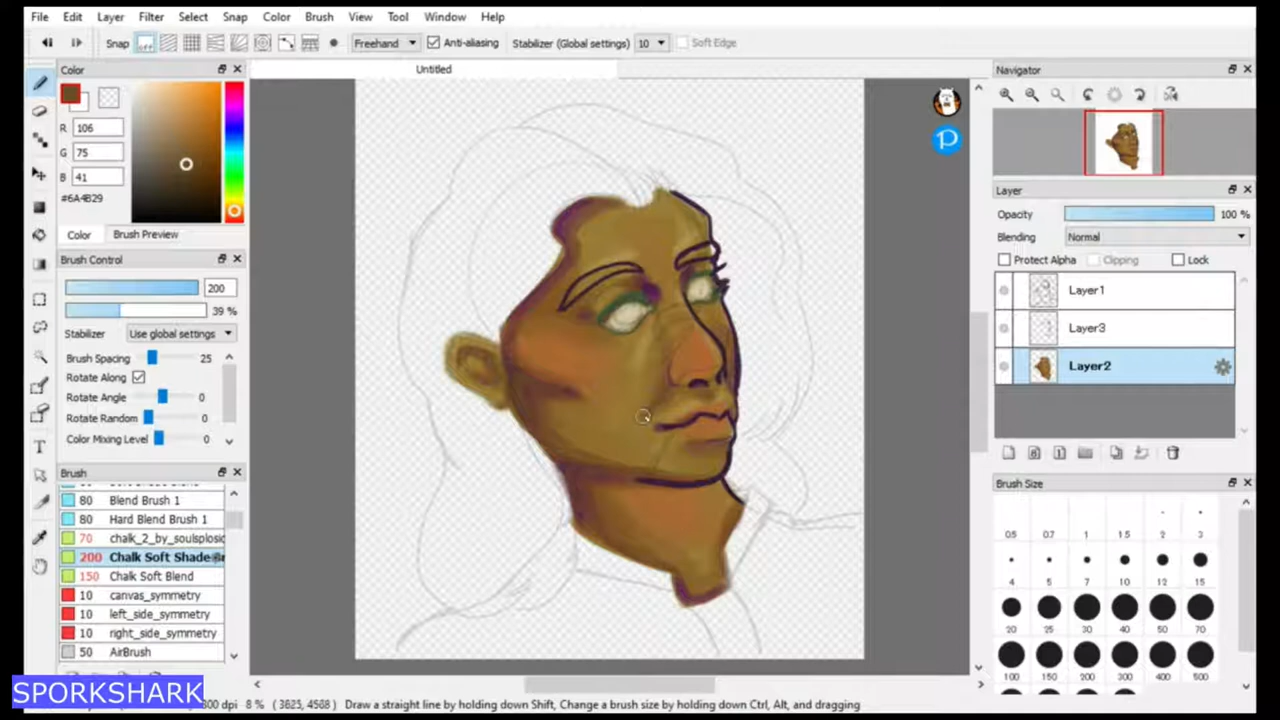 File Edit Layer Filter Select Snap Color Brush View Tool Window Help
Snap off Freehand Anti-aliasing Stabilizer (Global settings) 10 Soft Edge
Color
Untitled
Navigator
R 106
G 75
B 41
#6A4B29
Color Brush Preview
Brush Control
200
39 %
Stabilizer Use global settings
Brush Spacing 25
Rotate Along
Rotate Angle 0
Rotate Random 0
Color Mixing Level 0
Brush
80 Blend Brush 1
80 Hard Blend Brush 1
70 chalk_2_by_soulsplosio
200 Chalk Soft Shade
150 Chalk Soft Blend
10 canvas_symmetry
10 left_side_symmetry
10 right_side_symmetry
50 AirBrush
P
Layer
Opacity 100 %
Blending Normal
Protect Alpha Clipping Lock
Layer1
Layer3
Layer2
Brush Size
0.5 0.7 1 1.5 2 3
4 5 7 10 12 15
20 25 30 40 50 70
100 150 200 300 400 500
SPORKSHARK
8 % Draw a straight line by holding down Shift, Change a brush size by holding down Ctrl, Alt, and dragging